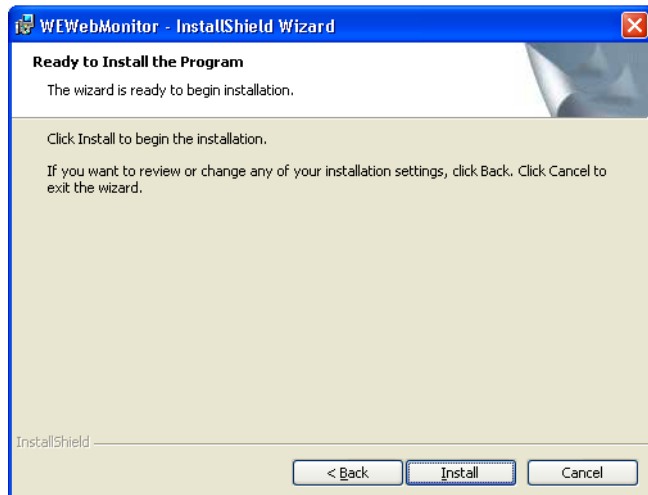 WEWebMonitor - InstallShield Wizard
Ready to Install the Program
The wizard is ready to begin installation.
Click Install to begin the installation.
If you want to review or change any of your installation settings, click Back. Click Cancel to
exit the wizard.
InstallShield
< Back Install Cancel